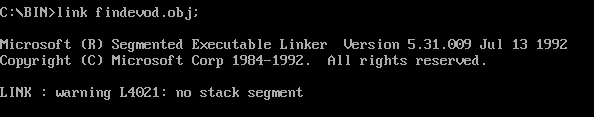 C:\BIN>link findevod.obj;
Microsoft (R) Segmented Executable Linker  Version 5.31.009 Jul 13 1992
Copyright (C) Microsoft Corp 1984-1992.  All rights reserved.
LINK : warning L4021: no stack segment